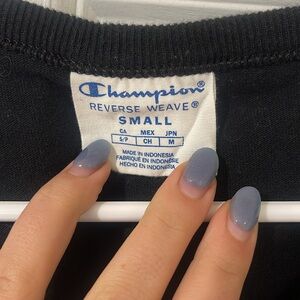 Champion®
REVERSE WEAVE®
SMALL
CA MEX JPN
S/P CH M
MADE IN INDONESIA
FABRIQUÉ EN INDONÉSIE
HECHO EN INDONESIA